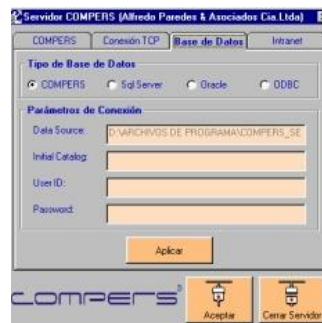 Servidor COMPERS (Alfredo Paredes & Asociados Cia.Ltda)
COMPERS Conexión TCP Base de Datos Intranet
Tipo de Base de Datos
COMPERS Sql Server Oracle ODBC
Parámetros de Conexión
Data Source: D:\ARCHIVOS DE PROGRAMA\COMPERS_SE
Initial Catalog:
User ID:
Password:
Aplicar
COMPERS
Aceptar Cerrar Servidor